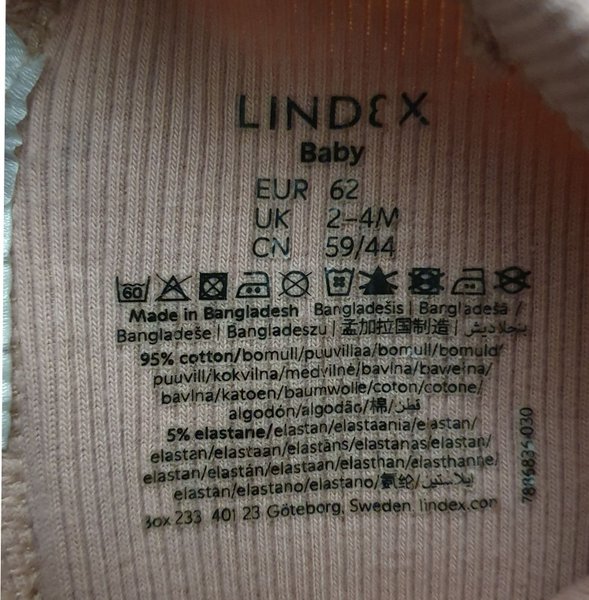 LINDEX
Baby
EUR 62
UK 2-4M
CN 59/44
60
Made in Bangladesh Bangladešis | Bangladeša /
Bangladeše | Bangladeszu | 孟加拉国制造 | بنجلاديش
95% cotton/bomull/puuvillaa/bomull/bomuld/
puuvill/kokvilna/medvilnė/bavlna/bawełna/
bavlna/katoen/baumwolle/coton/cotone/
algodón/algodão/棉/قطن
5% elastane/elastan/elastaania/elastan/
elastan/elastaan/elastāns/elastanas/elastan/
elastan/elastán/elastaan/elasthan/elasthanne/
elastan/elastano/elastano/氨纶/إيلاستين
Box 233 401 23 Göteborg, Sweden. lindex.com